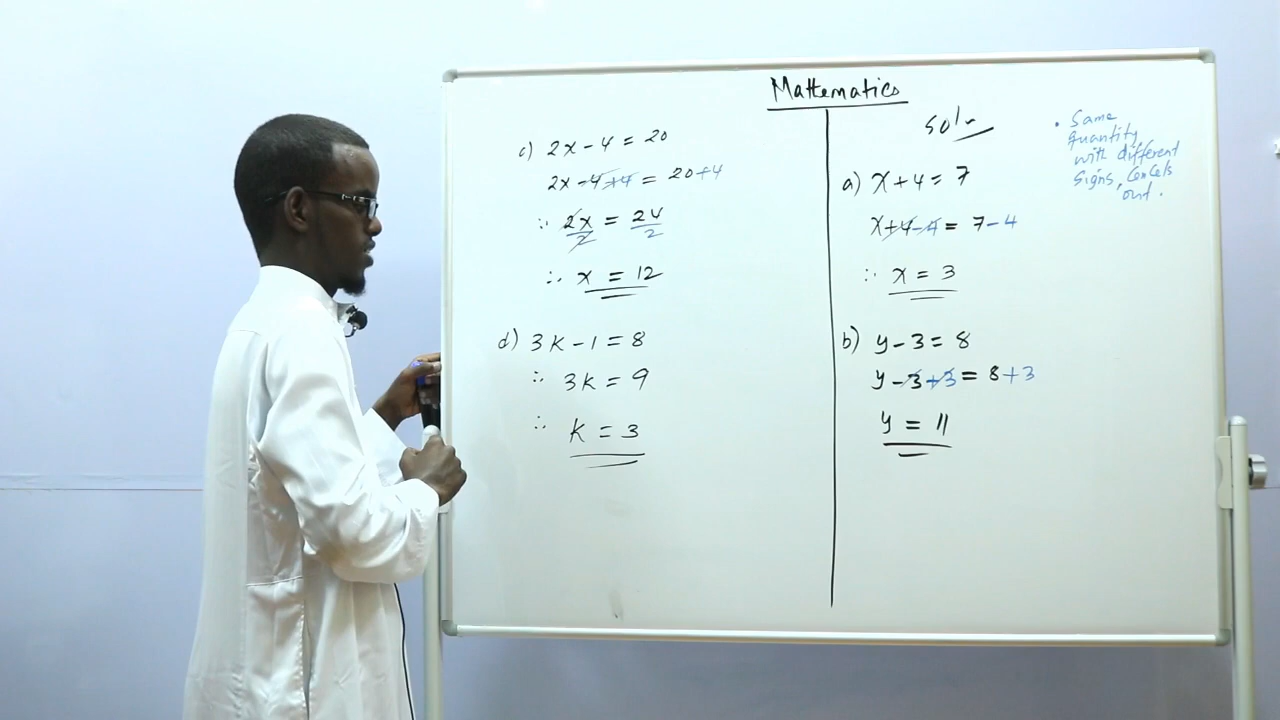 Mathematics
c) 2x - 4 = 20
2x - 4 + 4 = 20 + 4
∴ 2x/2 = 24/2
∴ x = 12
d) 3k - 1 = 8
∴ 3k = 9
∴ k = 3
Soln
a) x + 4 = 7
x + 4 - 4 = 7 - 4
∴ x = 3
b) y - 3 = 8
y - 3 + 3 = 8 + 3
y = 11
• Same
quantity
with different
Signs, Cancels
out.